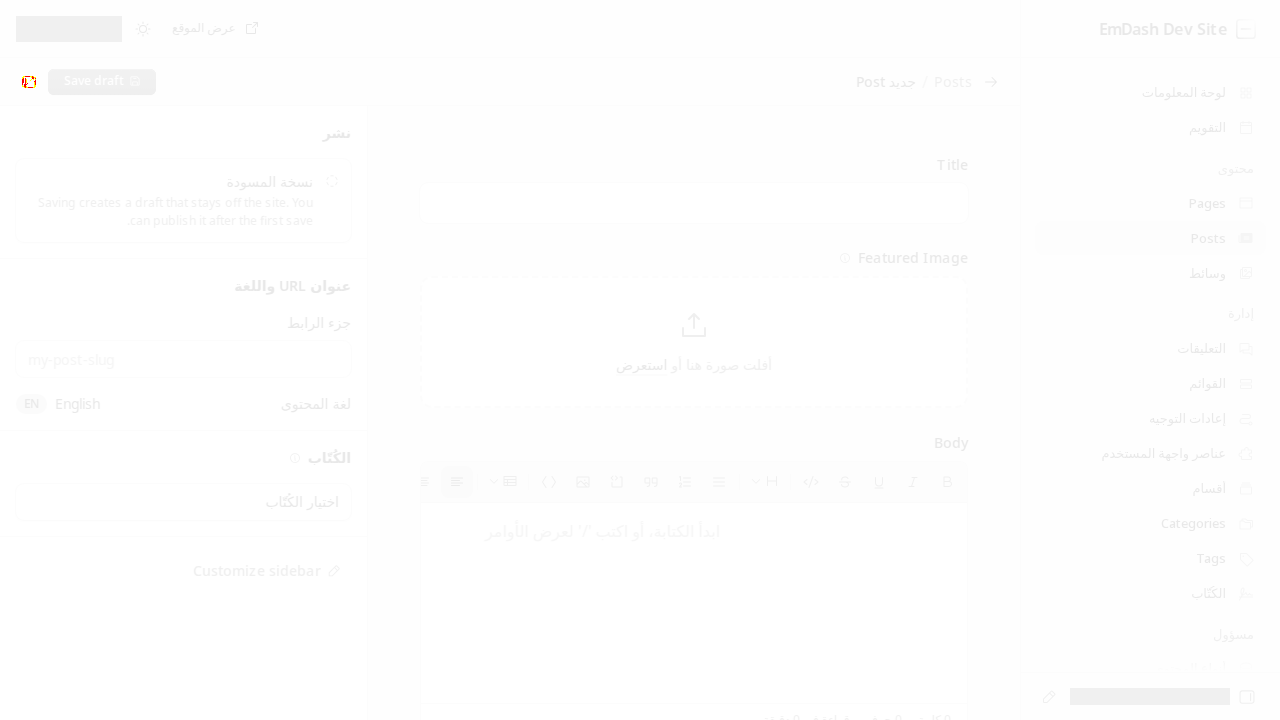 EmDash Dev Site
عرض الموقع
Posts / جديد Post
Save draft
لوحة المعلومات
التقويم
محتوى
Pages
Posts
وسائط
إدارة
التعليقات
القوائم
إعادات التوجيه
عناصر واجهة المستخدم
أقسام
Categories
Tags
الكُتّاب
مسؤول
Title
Featured Image
أفلت صورة هنا أو استعرض
Body
ابدأ الكتابة، أو اكتب '/' لعرض الأوامر
نشر
نسخة المسودة
Saving creates a draft that stays off the site. You
can publish it after the first save.
عنوان URL واللغة
جزء الرابط
my-post-slug
لغة المحتوى
English EN
الكُتّاب
اختيار الكُتّاب
Customize sidebar